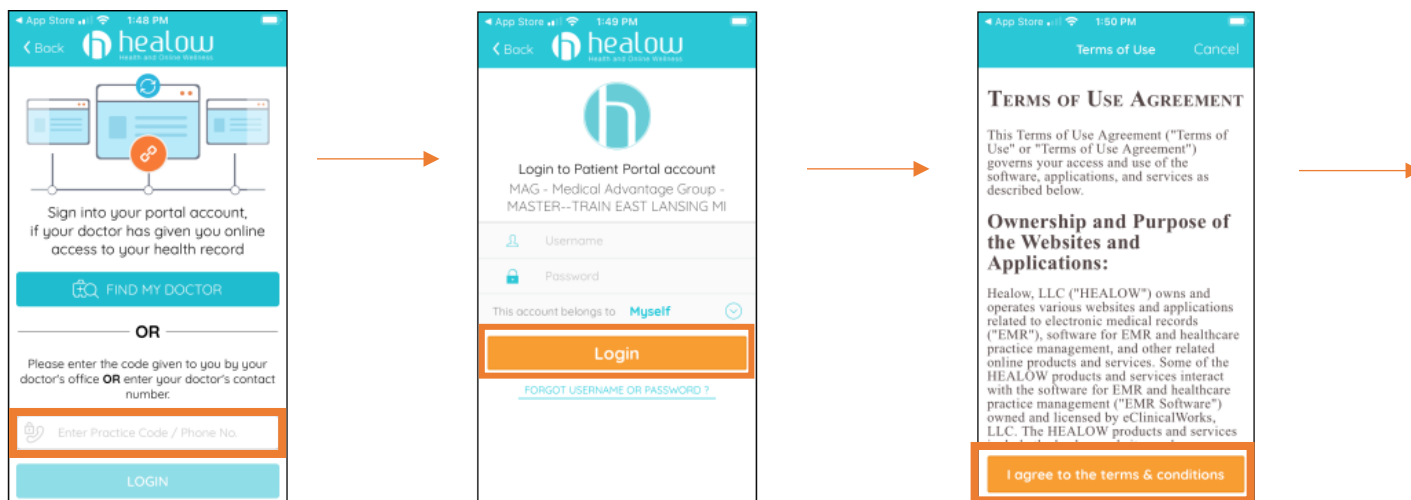 App Store 1:48 PM
Back healow
Health and Online Wellness
Sign into your portal account,
if your doctor has given you online
access to your health record
FIND MY DOCTOR
OR
Please enter the code given to you by your
doctor's office OR enter your doctor's contact
number.
Enter Practice Code / Phone No.
LOGIN
App Store 1:49 PM
Back healow
Health and Online Wellness
h
Login to Patient Portal account
MAG - Medical Advantage Group -
MASTER--TRAIN EAST LANSING MI
Username
Password
This account belongs to Myself
Login
FORGOT USERNAME OR PASSWORD ?
App Store 1:50 PM
Terms of Use Cancel
TERMS OF USE AGREEMENT
This Terms of Use Agreement ("Terms of
Use" or "Terms of Use Agreement")
governs your access and use of the
software, applications, and services as
described below.
Ownership and Purpose of
the Websites and
Applications:
Healow, LLC ("HEALOW") owns and
operates various websites and applications
related to electronic medical records
("EMR"), software for EMR and healthcare
practice management, and other related
online products and services. Some of the
HEALOW products and services interact
with the software for EMR and healthcare
practice management ("EMR Software")
owned and licensed by eClinicalWorks,
LLC. The HEALOW products and services
I agree to the terms & conditions